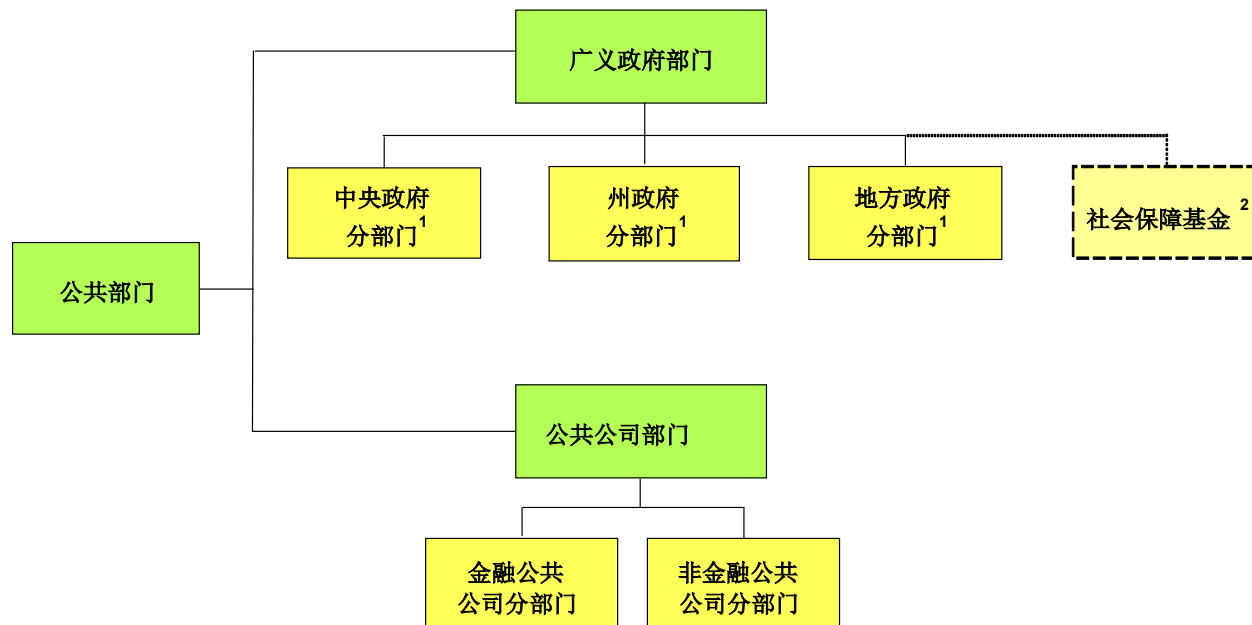 广义政府部门
中央政府
分部门1
州政府
分部门1
地方政府
分部门1
社会保障基金 2
公共部门
公共公司部门
金融公共
公司分部门
非金融公共
公司分部门